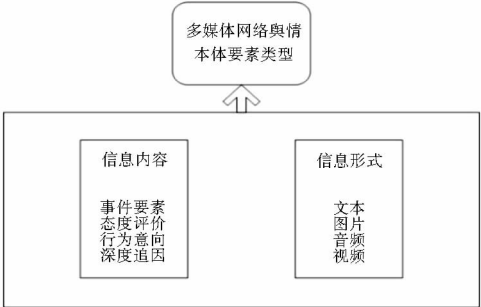 多媒体网络舆情
本体要素类型
信息内容
事件要素
态度评价
行为意向
深度追因
信息形式
文本
图片
音频
视频